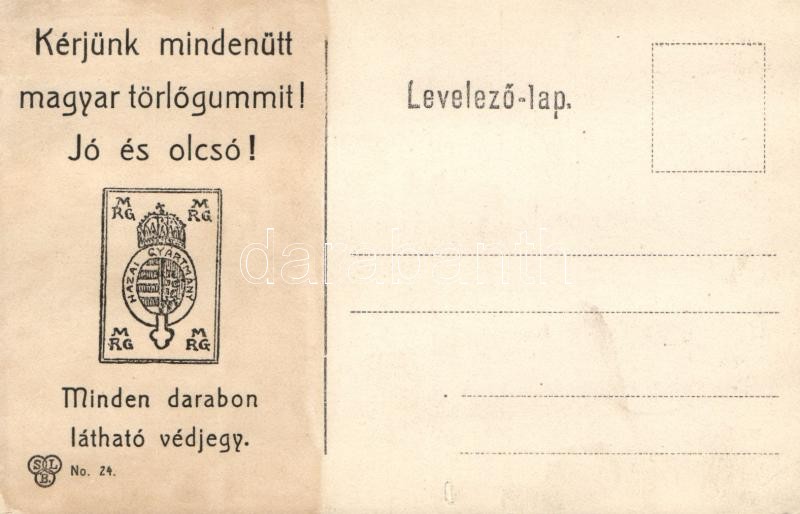 Kérjünk mindenütt
magyar törlőgummit!
Jó és olcsó!
M RG M RG
HAZAI GYÁRTMÁNY
M RG M RG
Minden darabon
látható védjegy.
S L B. No. 24.
Levelező-lap.
darabanth